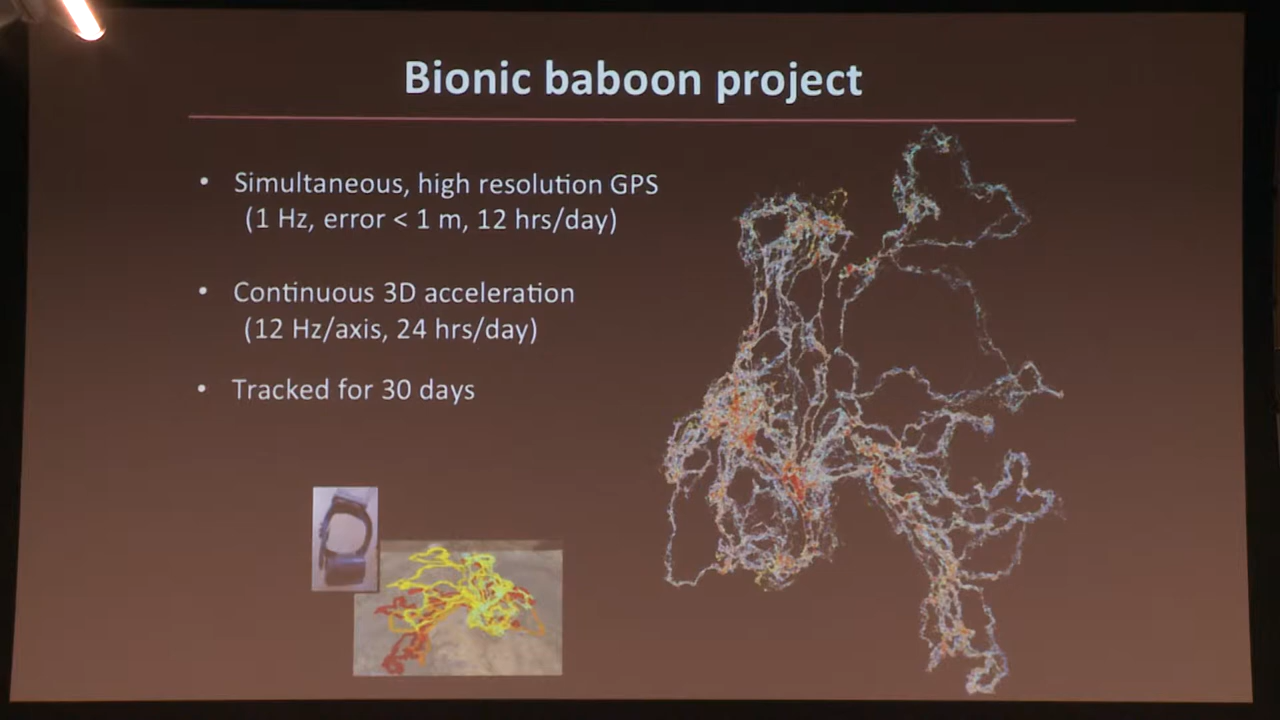 Bionic baboon project
• Simultaneous, high resolution GPS
(1 Hz, error < 1 m, 12 hrs/day)
• Continuous 3D acceleration
(12 Hz/axis, 24 hrs/day)
• Tracked for 30 days